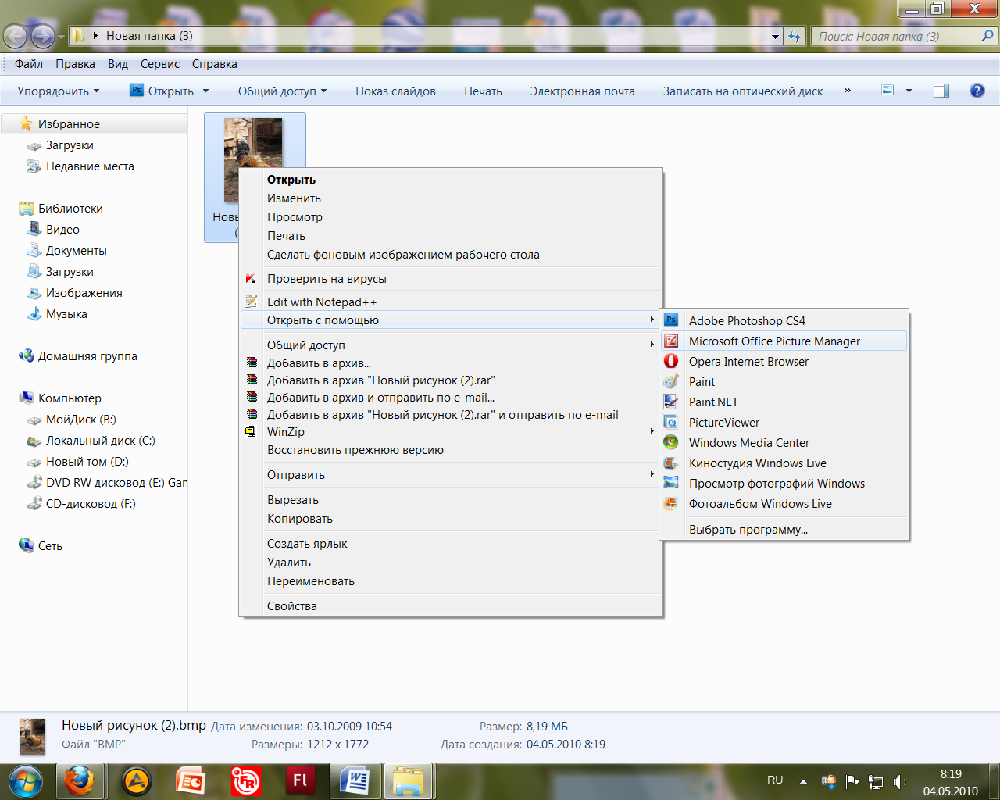 Новая папка (3)
Поиск: Новая папка (3)
Файл Правка Вид Сервис Справка
Упорядочить Ps Открыть Общий доступ Показ слайдов Печать Электронная почта Записать на оптический диск »
Избранное
Загрузки
Недавние места
Библиотеки
Видео
Документы
Загрузки
Изображения
Музыка
Домашняя группа
Компьютер
МойДиск (B:)
Локальный диск (C:)
Новый том (D:)
DVD RW дисковод (E:) Gar
CD-дисковод (F:)
Сеть
Открыть
Изменить
Просмотр
Печать
Сделать фоновым изображением рабочего стола
Проверить на вирусы
Edit with Notepad++
Открыть с помощью
Общий доступ
Добавить в архив...
Добавить в архив "Новый рисунок (2).rar"
Добавить в архив и отправить по e-mail...
Добавить в архив "Новый рисунок (2).rar" и отправить по e-mail
WinZip
Восстановить прежнюю версию
Отправить
Вырезать
Копировать
Создать ярлык
Удалить
Переименовать
Свойства
Ps Adobe Photoshop CS4
Microsoft Office Picture Manager
Opera Internet Browser
Paint
Paint.NET
PictureViewer
Windows Media Center
Киностудия Windows Live
Просмотр фотографий Windows
Фотоальбом Windows Live
Выбрать программу...
Новый рисунок (2).bmp Дата изменения: 03.10.2009 10:54 Размер: 8,19 МБ
Файл "BMP" Размеры: 1212 x 1772 Дата создания: 04.05.2010 8:19
FR Fl W RU 8:19
04.05.2010